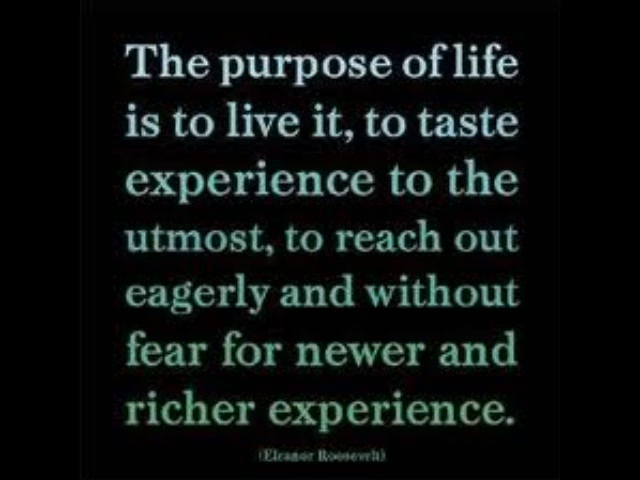 The purpose of life
is to live it, to taste
experience to the
utmost, to reach out
eagerly and without
fear for newer and
richer experience.
(Eleanor Roosevelt)